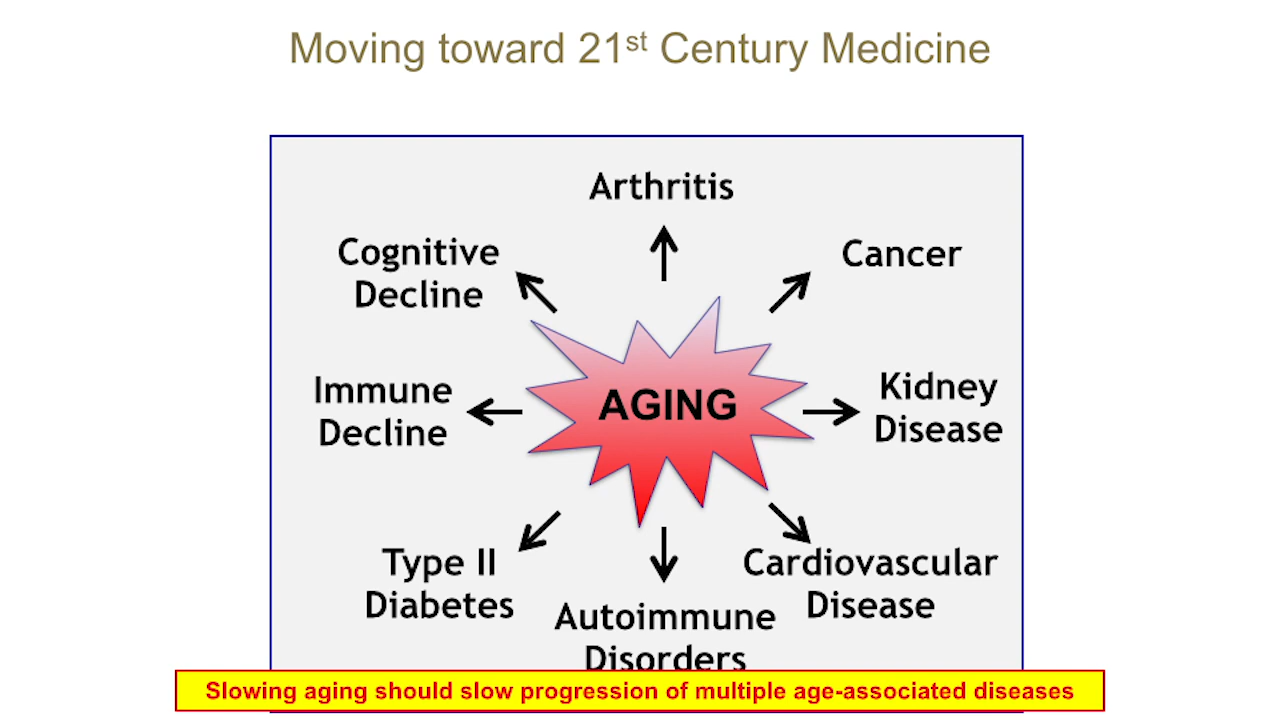 Moving toward 21st Century Medicine
Arthritis
Cognitive
Decline
Cancer
Immune
Decline
AGING
Kidney
Disease
Type II
Diabetes
Autoimmune
Disorders
Cardiovascular
Disease
Slowing aging should slow progression of multiple age-associated diseases